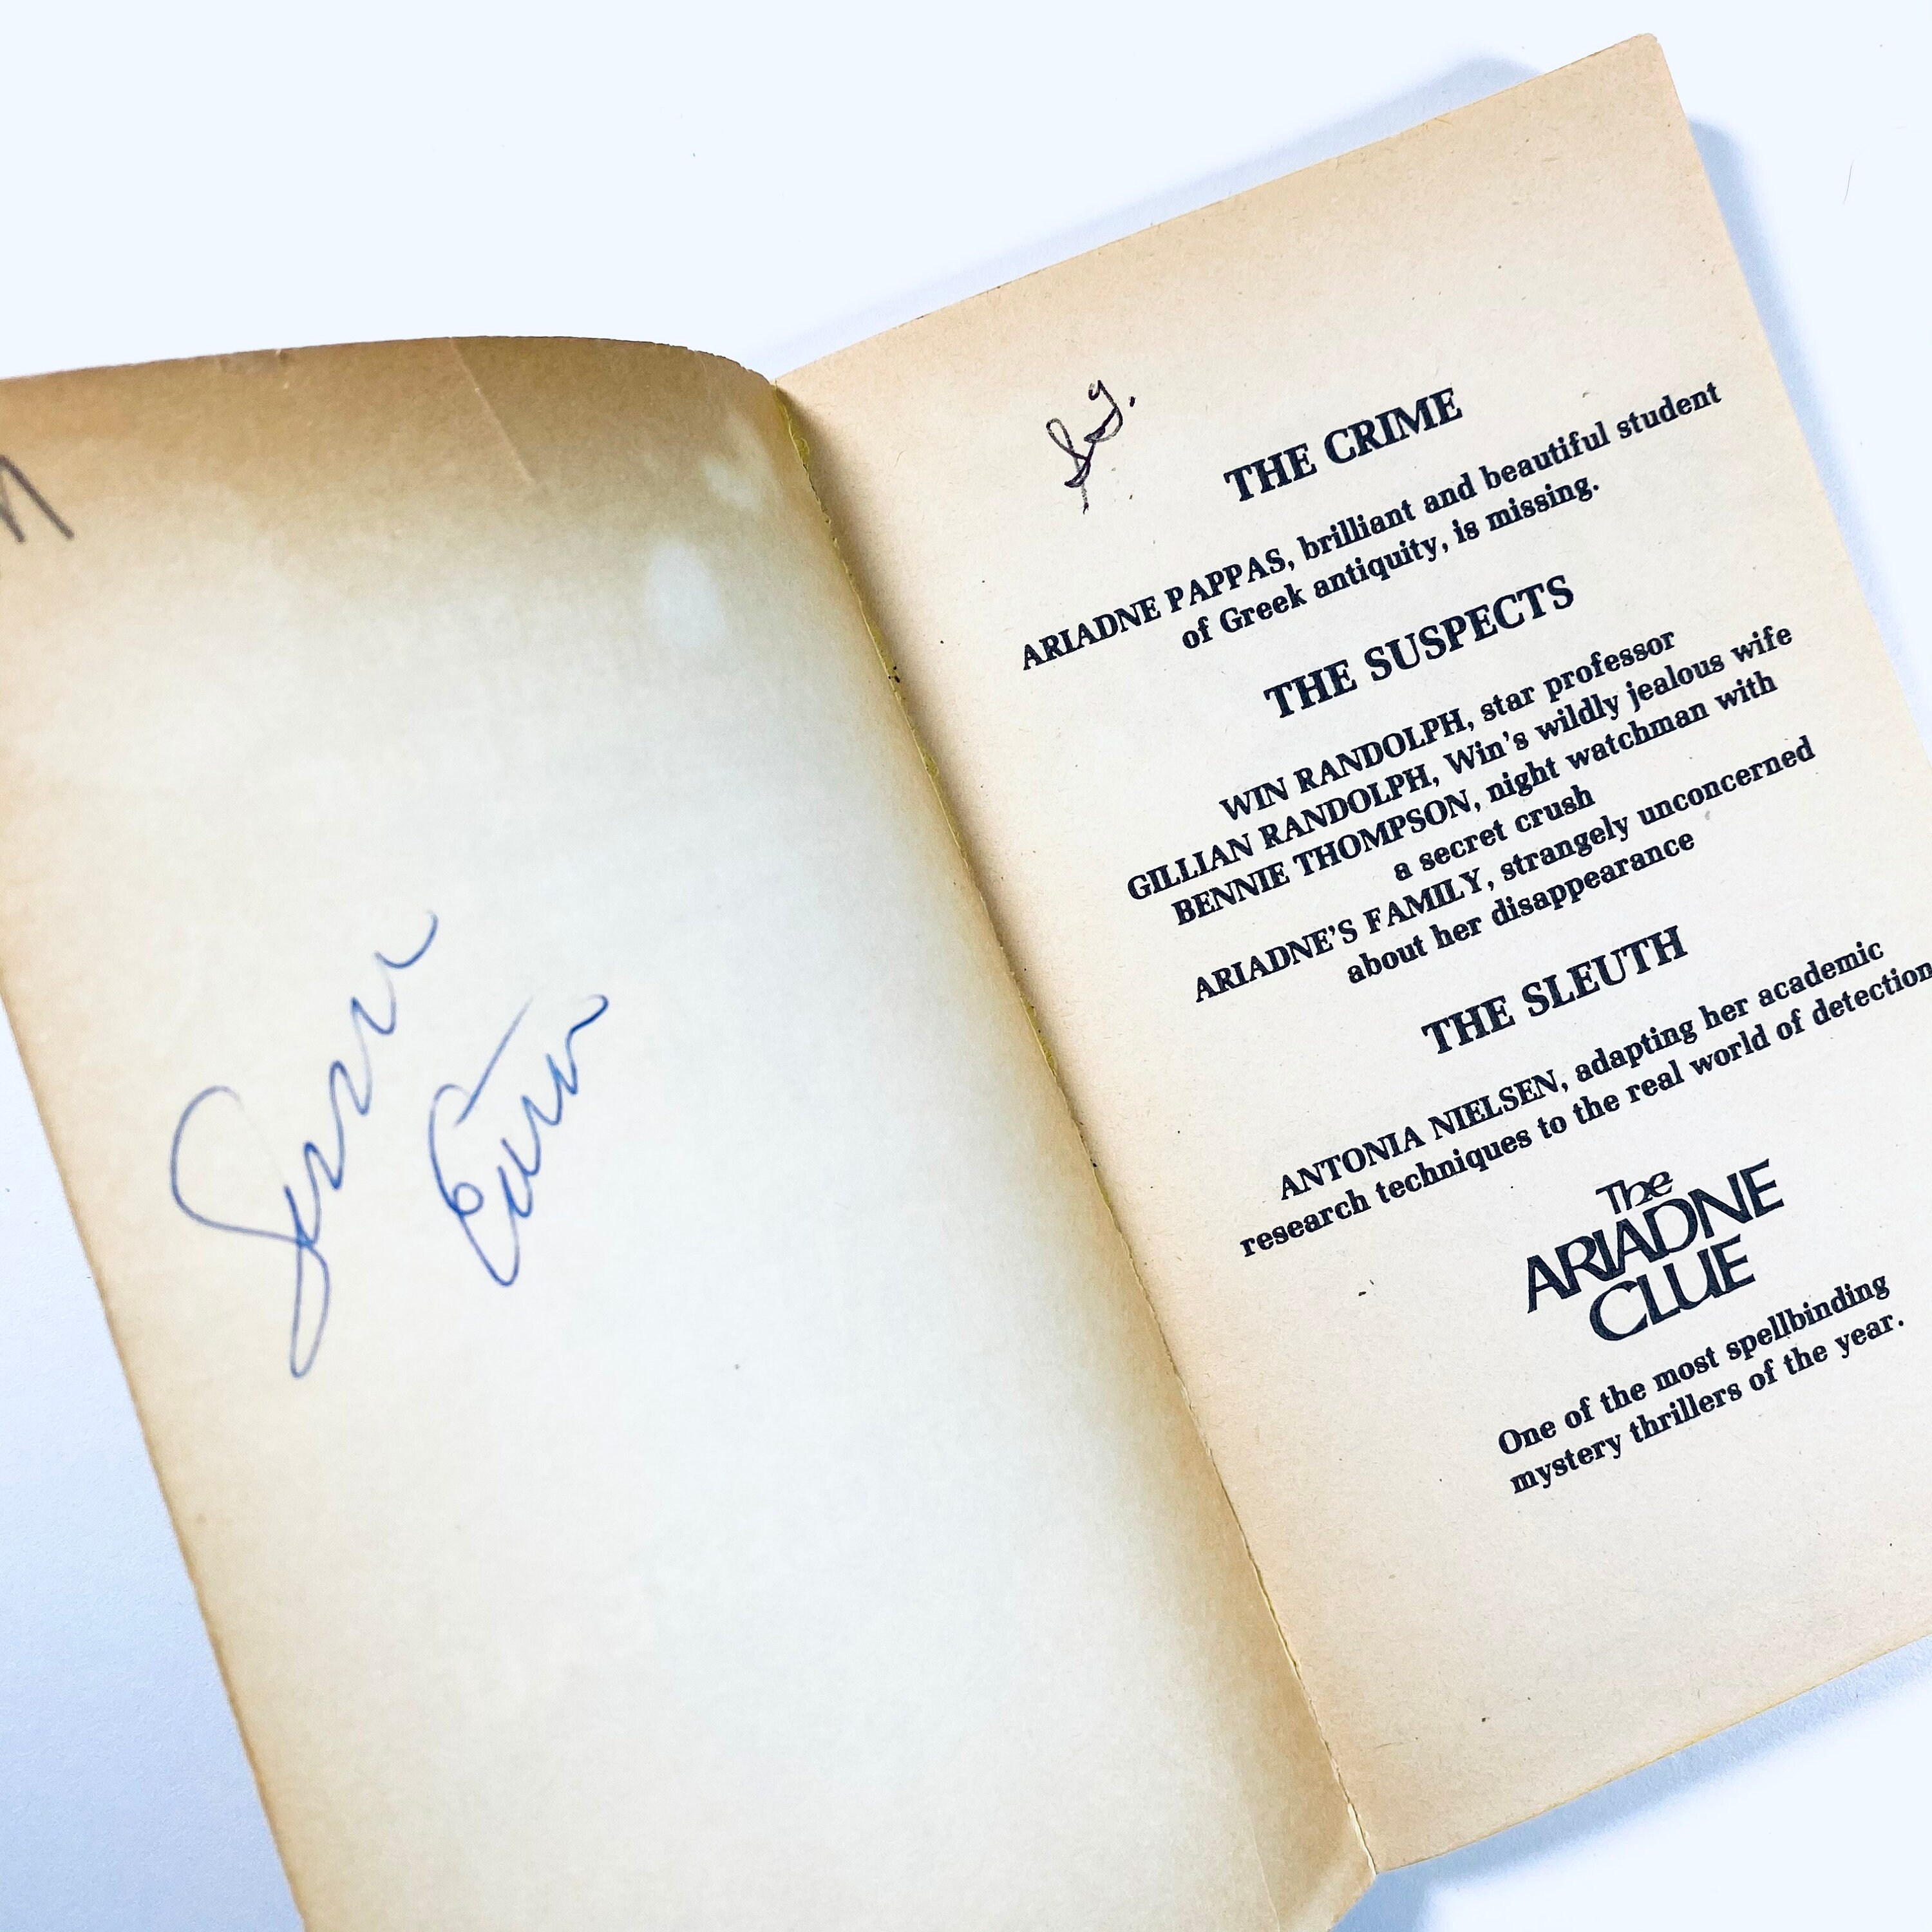 THE CRIME
ARIADNE PAPPAS, brilliant and beautiful student
of Greek antiquity, is missing.
THE SUSPECTS
WIN RANDOLPH, star professor
GILLIAN RANDOLPH, Win's wildly jealous wife
BENNIE THOMPSON, night watchman with
a secret crush
ARIADNE'S FAMILY, strangely unconcerned
about her disappearance
THE SLEUTH
ANTONIA NIELSEN, adapting her academic
research techniques to the real world of detection
The
ARIADNE
CLUE
One of the most spellbinding
mystery thrillers of the year.